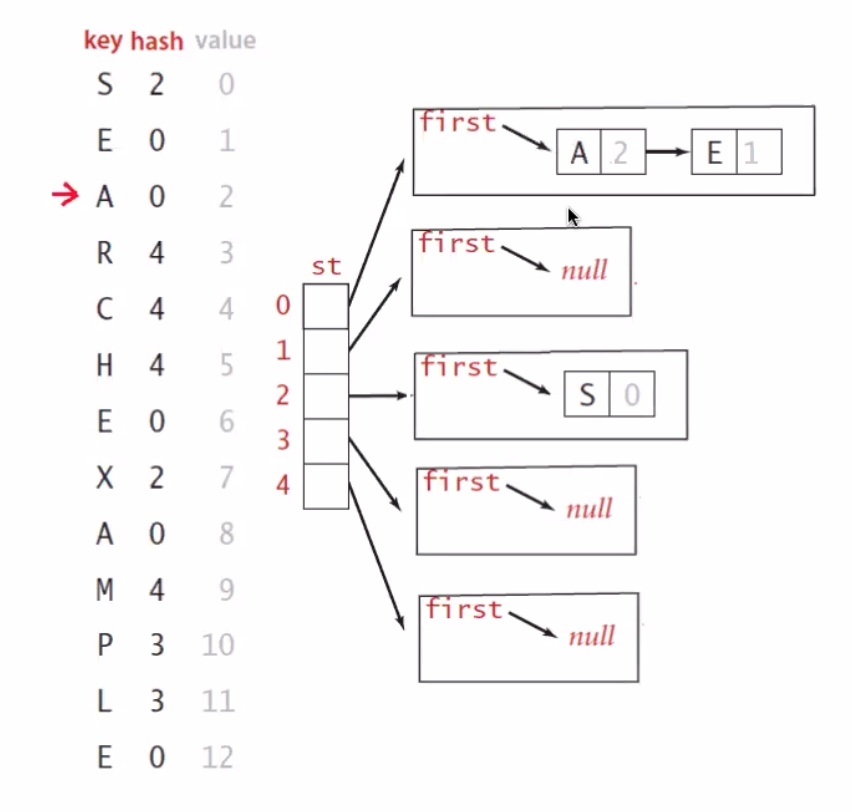 key hash value
S 2 0
E 0 1
A 0 2
R 4 3
C 4 4
H 4 5
E 0 6
X 2 7
A 0 8
M 4 9
P 3 10
L 3 11
E 0 12
st
0
1
2
3
4
first
A 2
E 1
first
null
first
S 0
first
null
first
null